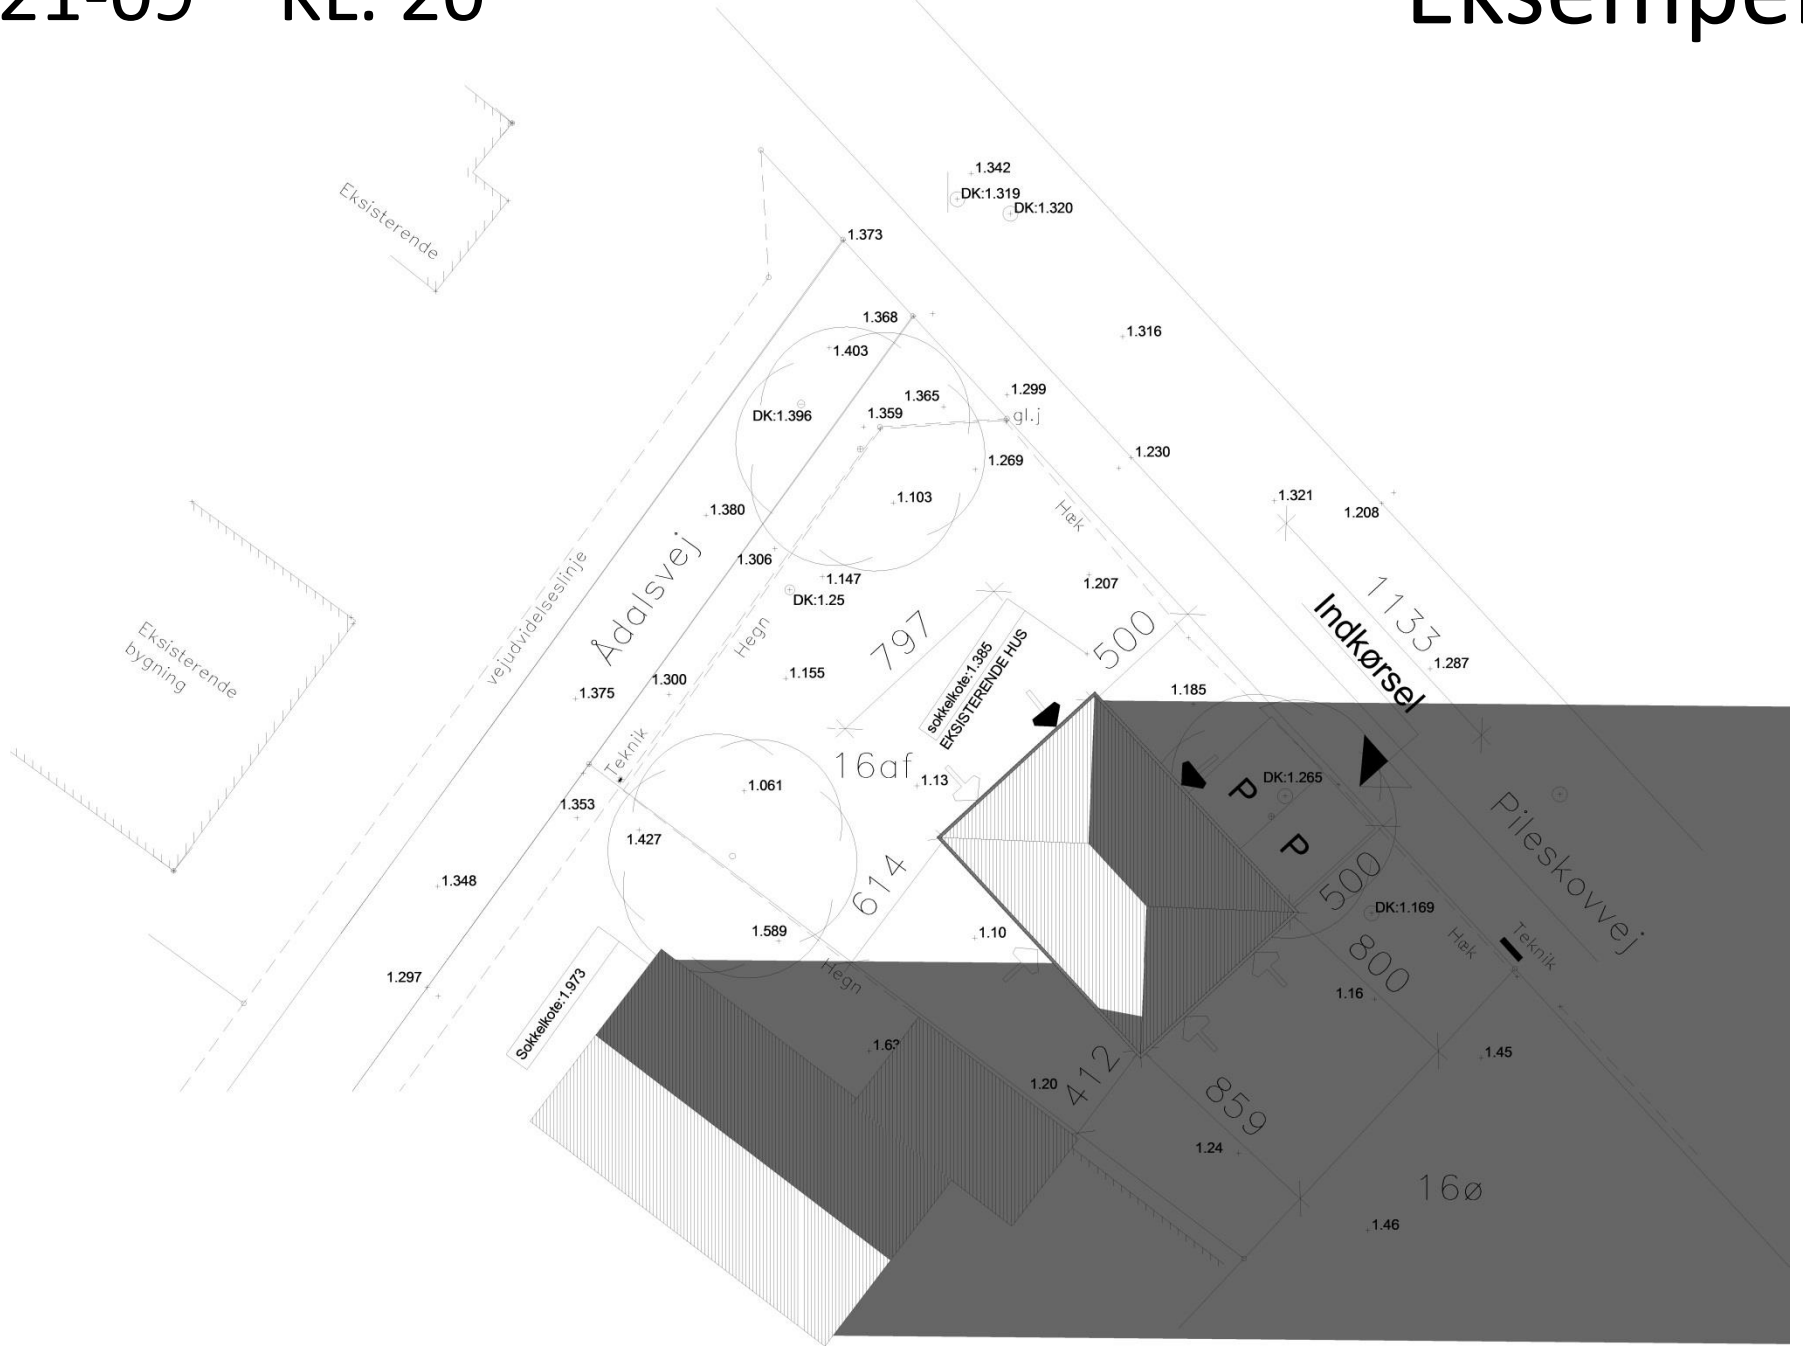 21-09 KL. 20
Eksempel
Eksisterende
1.342
DK:1.319
DK:1.320
1.373
1.368
1.403
1.316
1.365
1.299
DK:1.396
1.359
gl.j
1.269
1.230
1.103
1.321
1.208
1.380
Hæk
1.306
vejudvidelseslinje
Ådalsvej
1.147
DK:1.25
1.207
1133
Indkørsel
Hegn
797
500
Eksisterende
bygning
sokkelkote:1.385
EKSISTERENDE HUS
1.287
1.155
1.300
1.375
1.185
Teknik
16af
1.13
1.061
DK:1.265
P
P
1.353
1.427
Pileskovvej
614
500
1.348
DK:1.169
1.589
1.10
Hæk
Teknik
800
Hegn
1.297
1.16
Sokkelkote:1.973
1.20
412
1.45
859
1.24
16ø
1.46